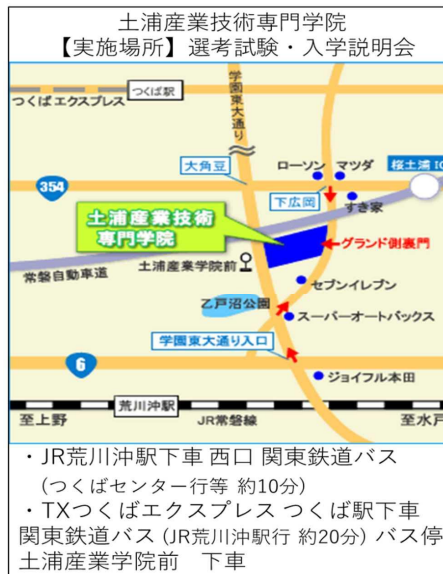 土浦産業技術専門学院
【実施場所】選考試験・入学説明会
つくば駅
つくばエクスプレス
学園東大通り
大角豆
ローソン マツダ
桜土浦IC
354
下広岡
すき家
土浦産業技術
専門学院
グランド側裏門
土浦産業学院前
常磐自動車道
セブンイレブン
乙戸沼公園
スーパーオートバックス
学園東大通り入口
6
ジョイフル本田
荒川沖駅
至上野
JR常磐線
至水戸
・JR荒川沖駅下車 西口 関東鉄道バス
(つくばセンター行等 約10分)
・TXつくばエクスプレス つくば駅下車
関東鉄道バス (JR荒川沖駅行 約20分) バス停
土浦産業学院前 下車